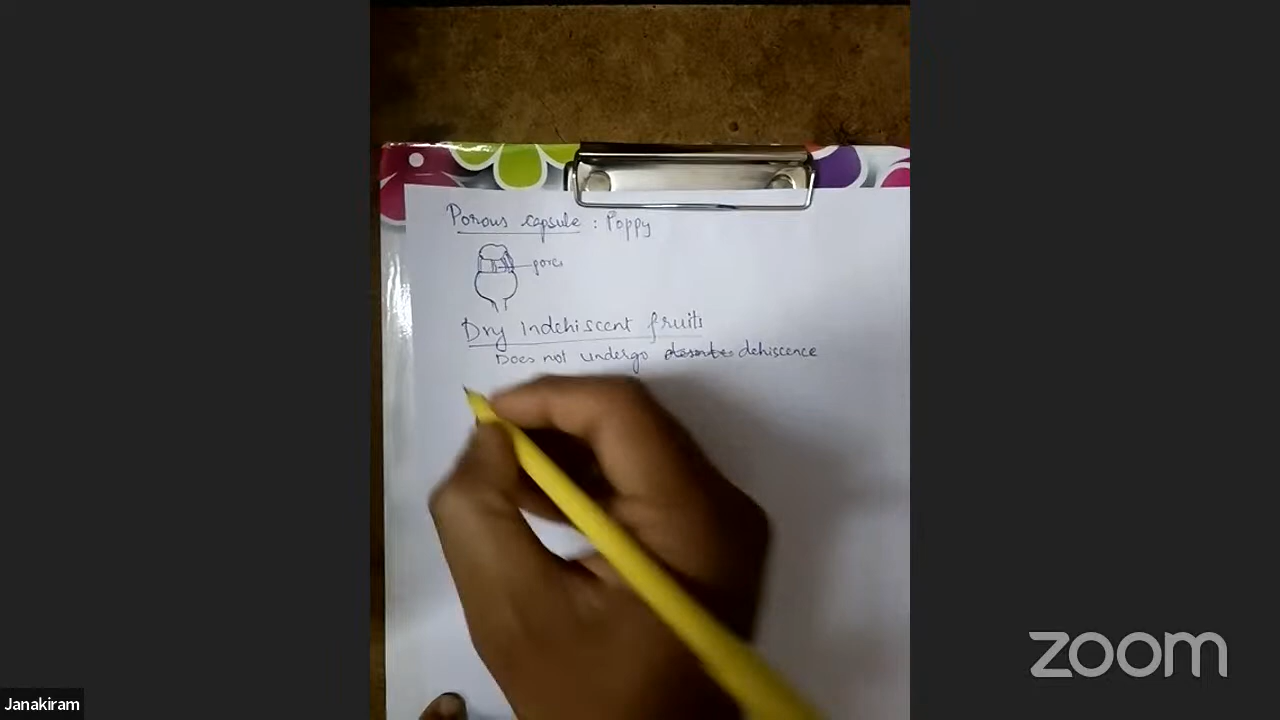 Porous capsule : Poppy
pores
Dry Indehiscent fruits
Does not undergo dehiscence
zoom
Janakiram